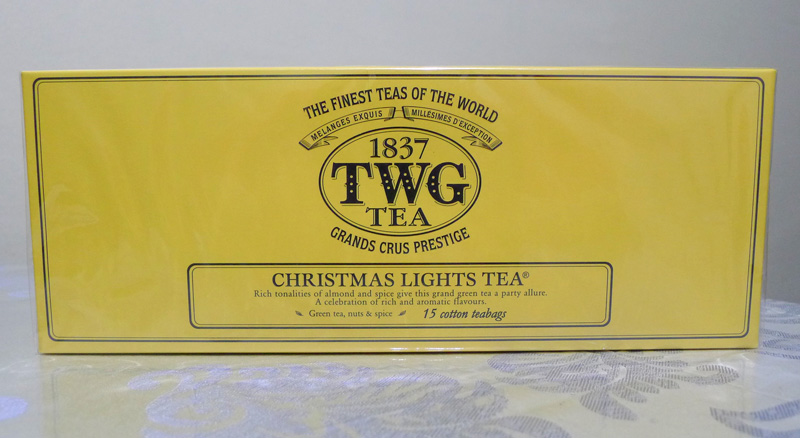 THE FINEST TEAS OF THE WORLD
MELANGES EXQUIS MILLESIMES D'EXCEPTION
1837
TWG
TEA
GRANDS CRUS PRESTIGE
CHRISTMAS LIGHTS TEA®
Rich tonalities of almond and spice give this grand green tea a party allure.
A celebration of rich and aromatic flavours.
Green tea, nuts & spice 15 cotton teabags